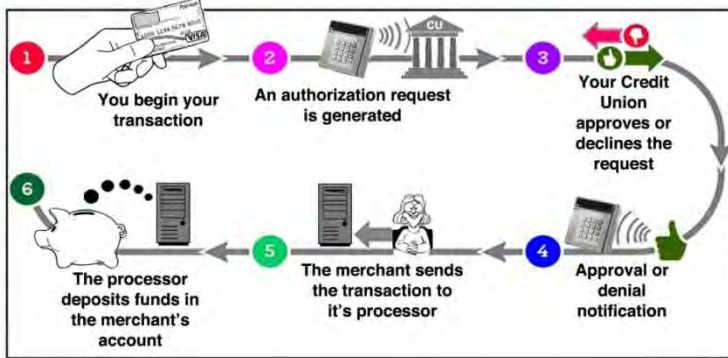 VISA
1
You begin your
transaction
2
CU
An authorization request
is generated
3
Your Credit
Union
approves or
declines the
request
4
Approval or
denial
notification
5
The merchant sends
the transaction to
it's processor
6
The processor
deposits funds in
the merchant's
account